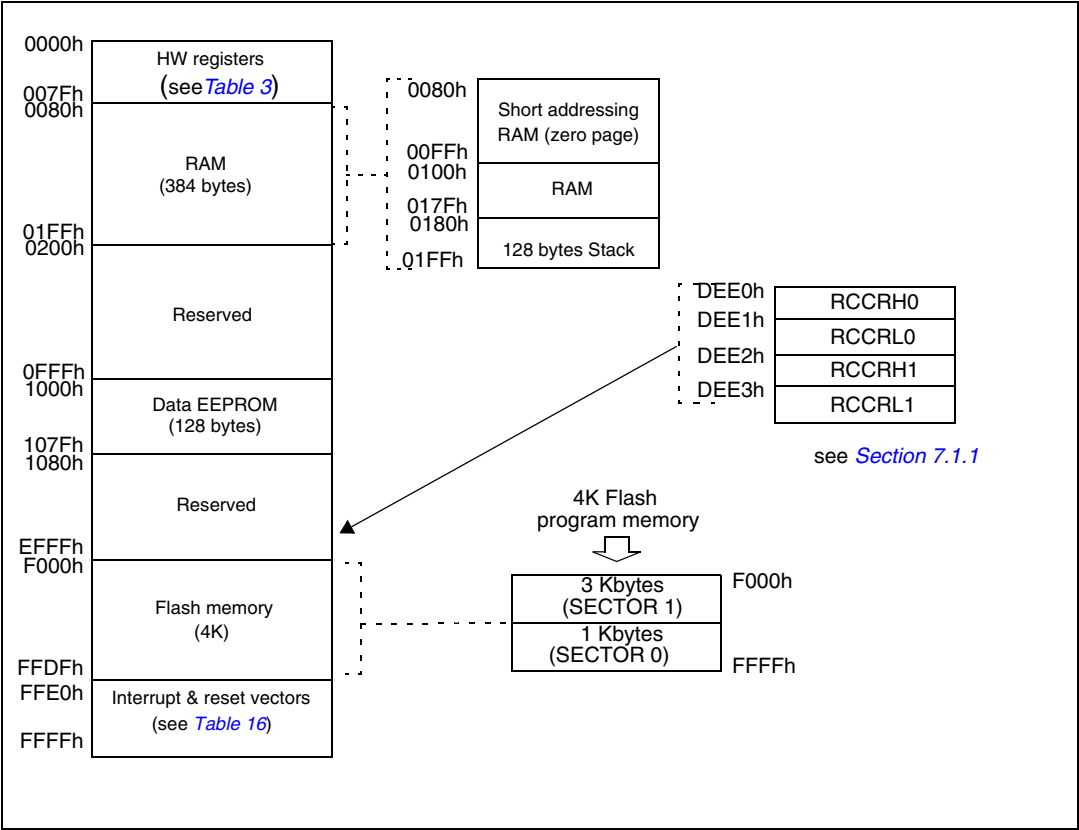 0000h
HW registers
(see Table 3)
007Fh
0080h
RAM
(384 bytes)
01FFh
0200h
Reserved
0FFFh
1000h
Data EEPROM
(128 bytes)
107Fh
1080h
Reserved
EFFFh
F000h
Flash memory
(4K)
FFDFh
FFE0h
Interrupt & reset vectors
(see Table 16)
FFFFh
0080h
Short addressing
RAM (zero page)
00FFh
0100h
RAM
017Fh
0180h
128 bytes Stack
01FFh
DEE0h
RCCRH0
DEE1h
RCCRL0
DEE2h
RCCRH1
DEE3h
RCCRL1
see Section 7.1.1
4K Flash
program memory
3 Kbytes
(SECTOR 1)
F000h
1 Kbytes
(SECTOR 0)
FFFFh